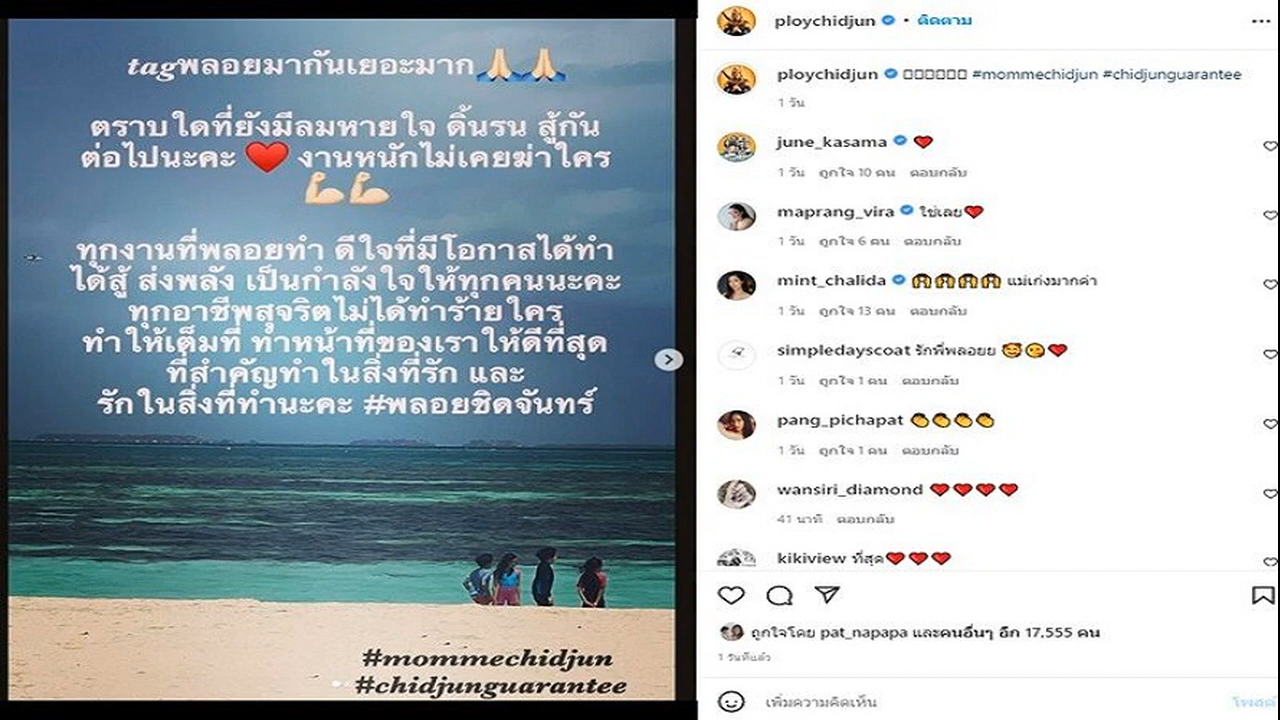 tagพลอยมากันเยอะมาก🙏🏻🙏🏻
ตราบใดที่ยังมีลมหายใจ ดิ้นรน สู้กัน
ต่อไปนะคะ ❤️ งานหนักไม่เคยฆ่าใคร
💪🏻💪🏻
ทุกงานที่พลอยทำ ดีใจที่มีโอกาสได้ทำ
ได้สู้ ส่งพลัง เป็นกำลังใจให้ทุกคนนะคะ
ทุกอาชีพสุจริตไม่ได้ทำร้ายใคร
ทำให้เต็มที่ ทำหน้าที่ของเราให้ดีที่สุด
ที่สำคัญทำในสิ่งที่รัก และ
รักในสิ่งที่ทำนะคะ #พลอยชิดจันทร์
#mommechidjun
#chidjunguarantee
ploychidjun • ติดตาม
ploychidjun #mommechidjun #chidjunguarantee
1 วัน
june_kasama ❤️
1 วัน ถูกใจ 10 คน ตอบกลับ
maprang_vira ใช่เลย❤️
1 วัน ถูกใจ 6 คน ตอบกลับ
mint_chalida 😱😱😱😱 แม่เก่งมากค่า
1 วัน ถูกใจ 13 คน ตอบกลับ
simpledayscoat รักพี่พลอยย 🥰😘❤️
1 วัน ถูกใจ 1 คน ตอบกลับ
pang_pichapat 👏👏👏👏
1 วัน ถูกใจ 1 คน ตอบกลับ
wansiri_diamond ❤️❤️❤️❤️
41 นาที ตอบกลับ
kikiview ที่สุด❤️❤️❤️
ถูกใจโดย pat_napapa และคนอื่นๆ อีก 17,555 คน
1 วันที่แล้ว
เพิ่มความคิดเห็น
โพสต์